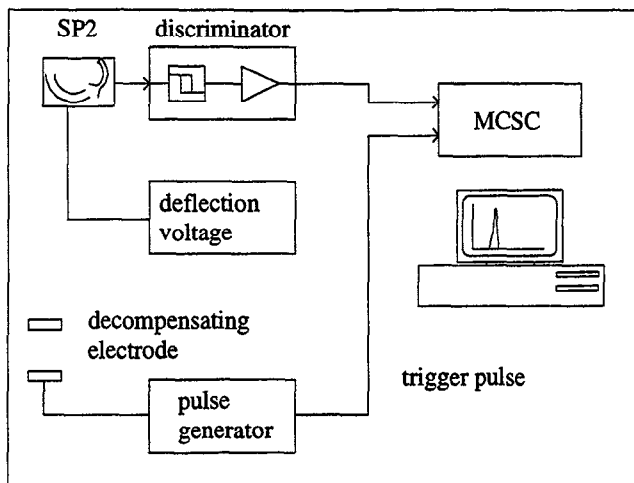 SP2
discriminator
MCSC
deflection
voltage
decompensating
electrode
trigger pulse
pulse
generator